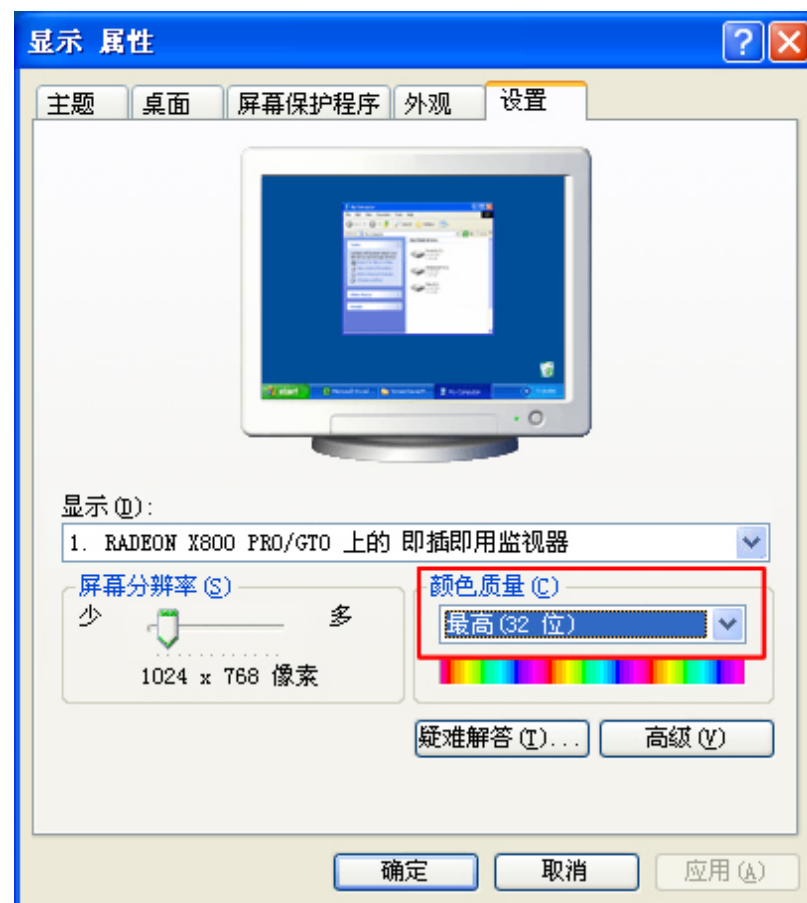 显示 属性
主题 桌面 屏幕保护程序 外观 设置
start
显示(D):
1. RADEON X800 PRO/GTO 上的 即插即用监视器
屏幕分辨率(S) 颜色质量(C)
少 多 最高(32 位)
1024 x 768 像素
疑难解答(T)... 高级(V)
确定 取消 应用(A)